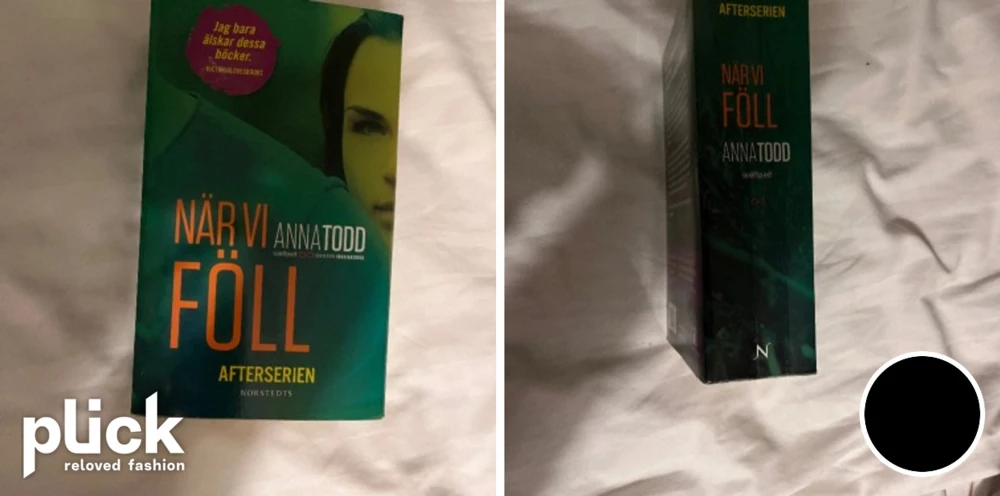 Jag bara
älskar dessa
böcker.
NÄR VI
ANNA TODD
FÖLL
AFTERSERIEN
NORSTEDTS
plick
reloved fashion
AFTERSERIEN
NÄR VI
FÖLL
ANNA TODD
wattpad
N